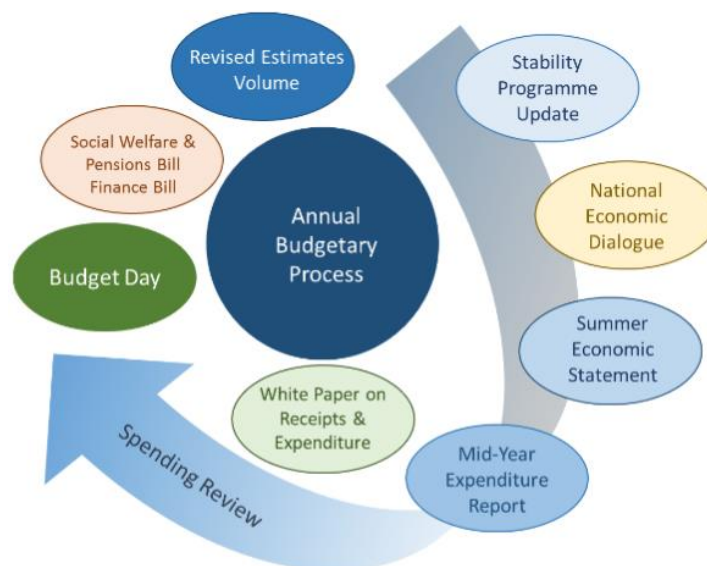 Revised Estimates
Volume
Stability
Programme
Update
Social Welfare &
Pensions Bill
Finance Bill
National
Economic
Dialogue
Annual
Budgetary
Process
Budget Day
Summer
Economic
Statement
White Paper on
Receipts &
Expenditure
Mid-Year
Expenditure
Report
Spending Review